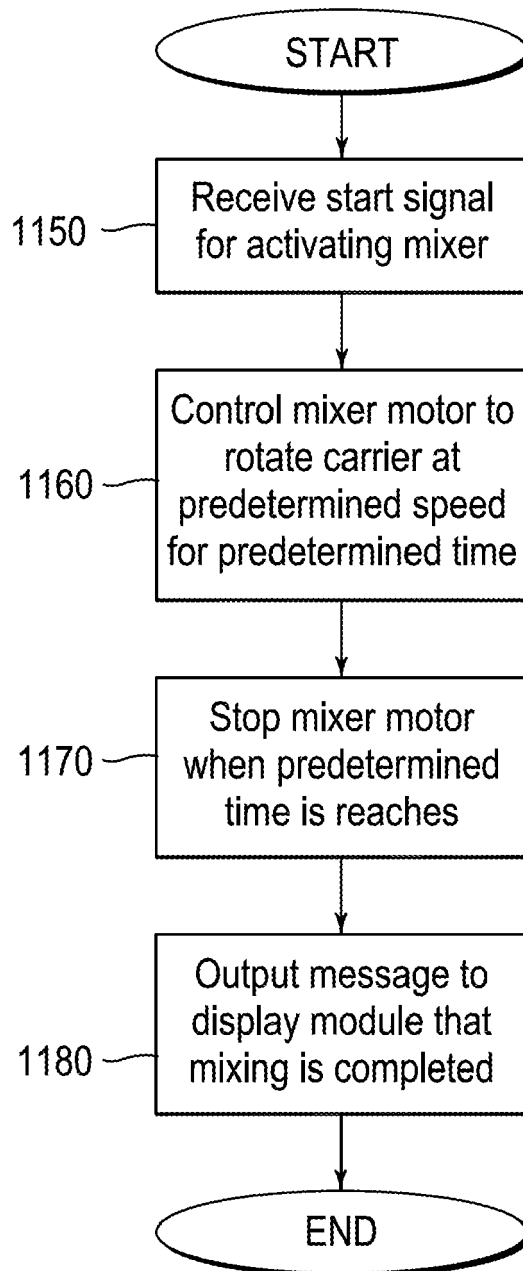 START
1150
Receive start signal
for activating mixer
1160
Control mixer motor to
rotate carrier at
predetermined speed
for predetermined time
1170
Stop mixer motor
when predetermined
time is reaches
1180
Output message to
display module that
mixing is completed
END